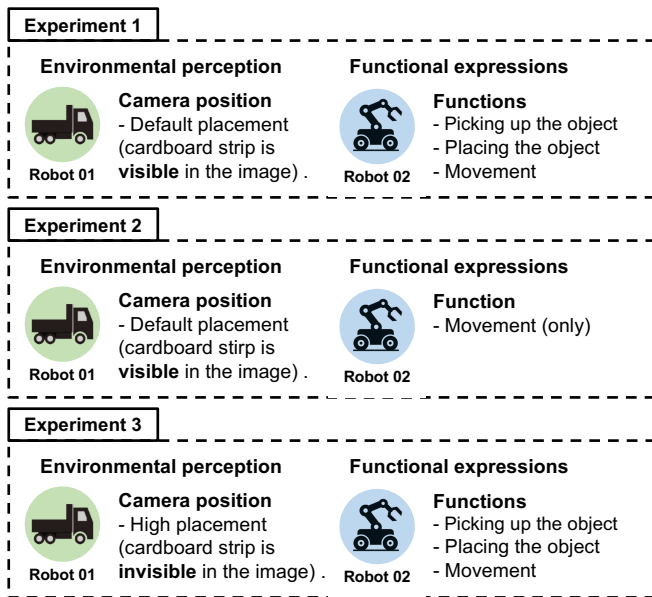 Experiment 1
Environmental perception
Functional expressions
Camera position
- Default placement
(cardboard strip is
visible in the image) .
Robot 01
Functions
- Picking up the object
- Placing the object
- Movement
Robot 02
Experiment 2
Environmental perception
Functional expressions
Camera position
- Default placement
(cardboard stirp is
visible in the image) .
Robot 01
Function
- Movement (only)
Robot 02
Experiment 3
Environmental perception
Functional expressions
Camera position
- High placement
(cardboard strip is
invisible in the image) .
Robot 01
Functions
- Picking up the object
- Placing the object
- Movement
Robot 02